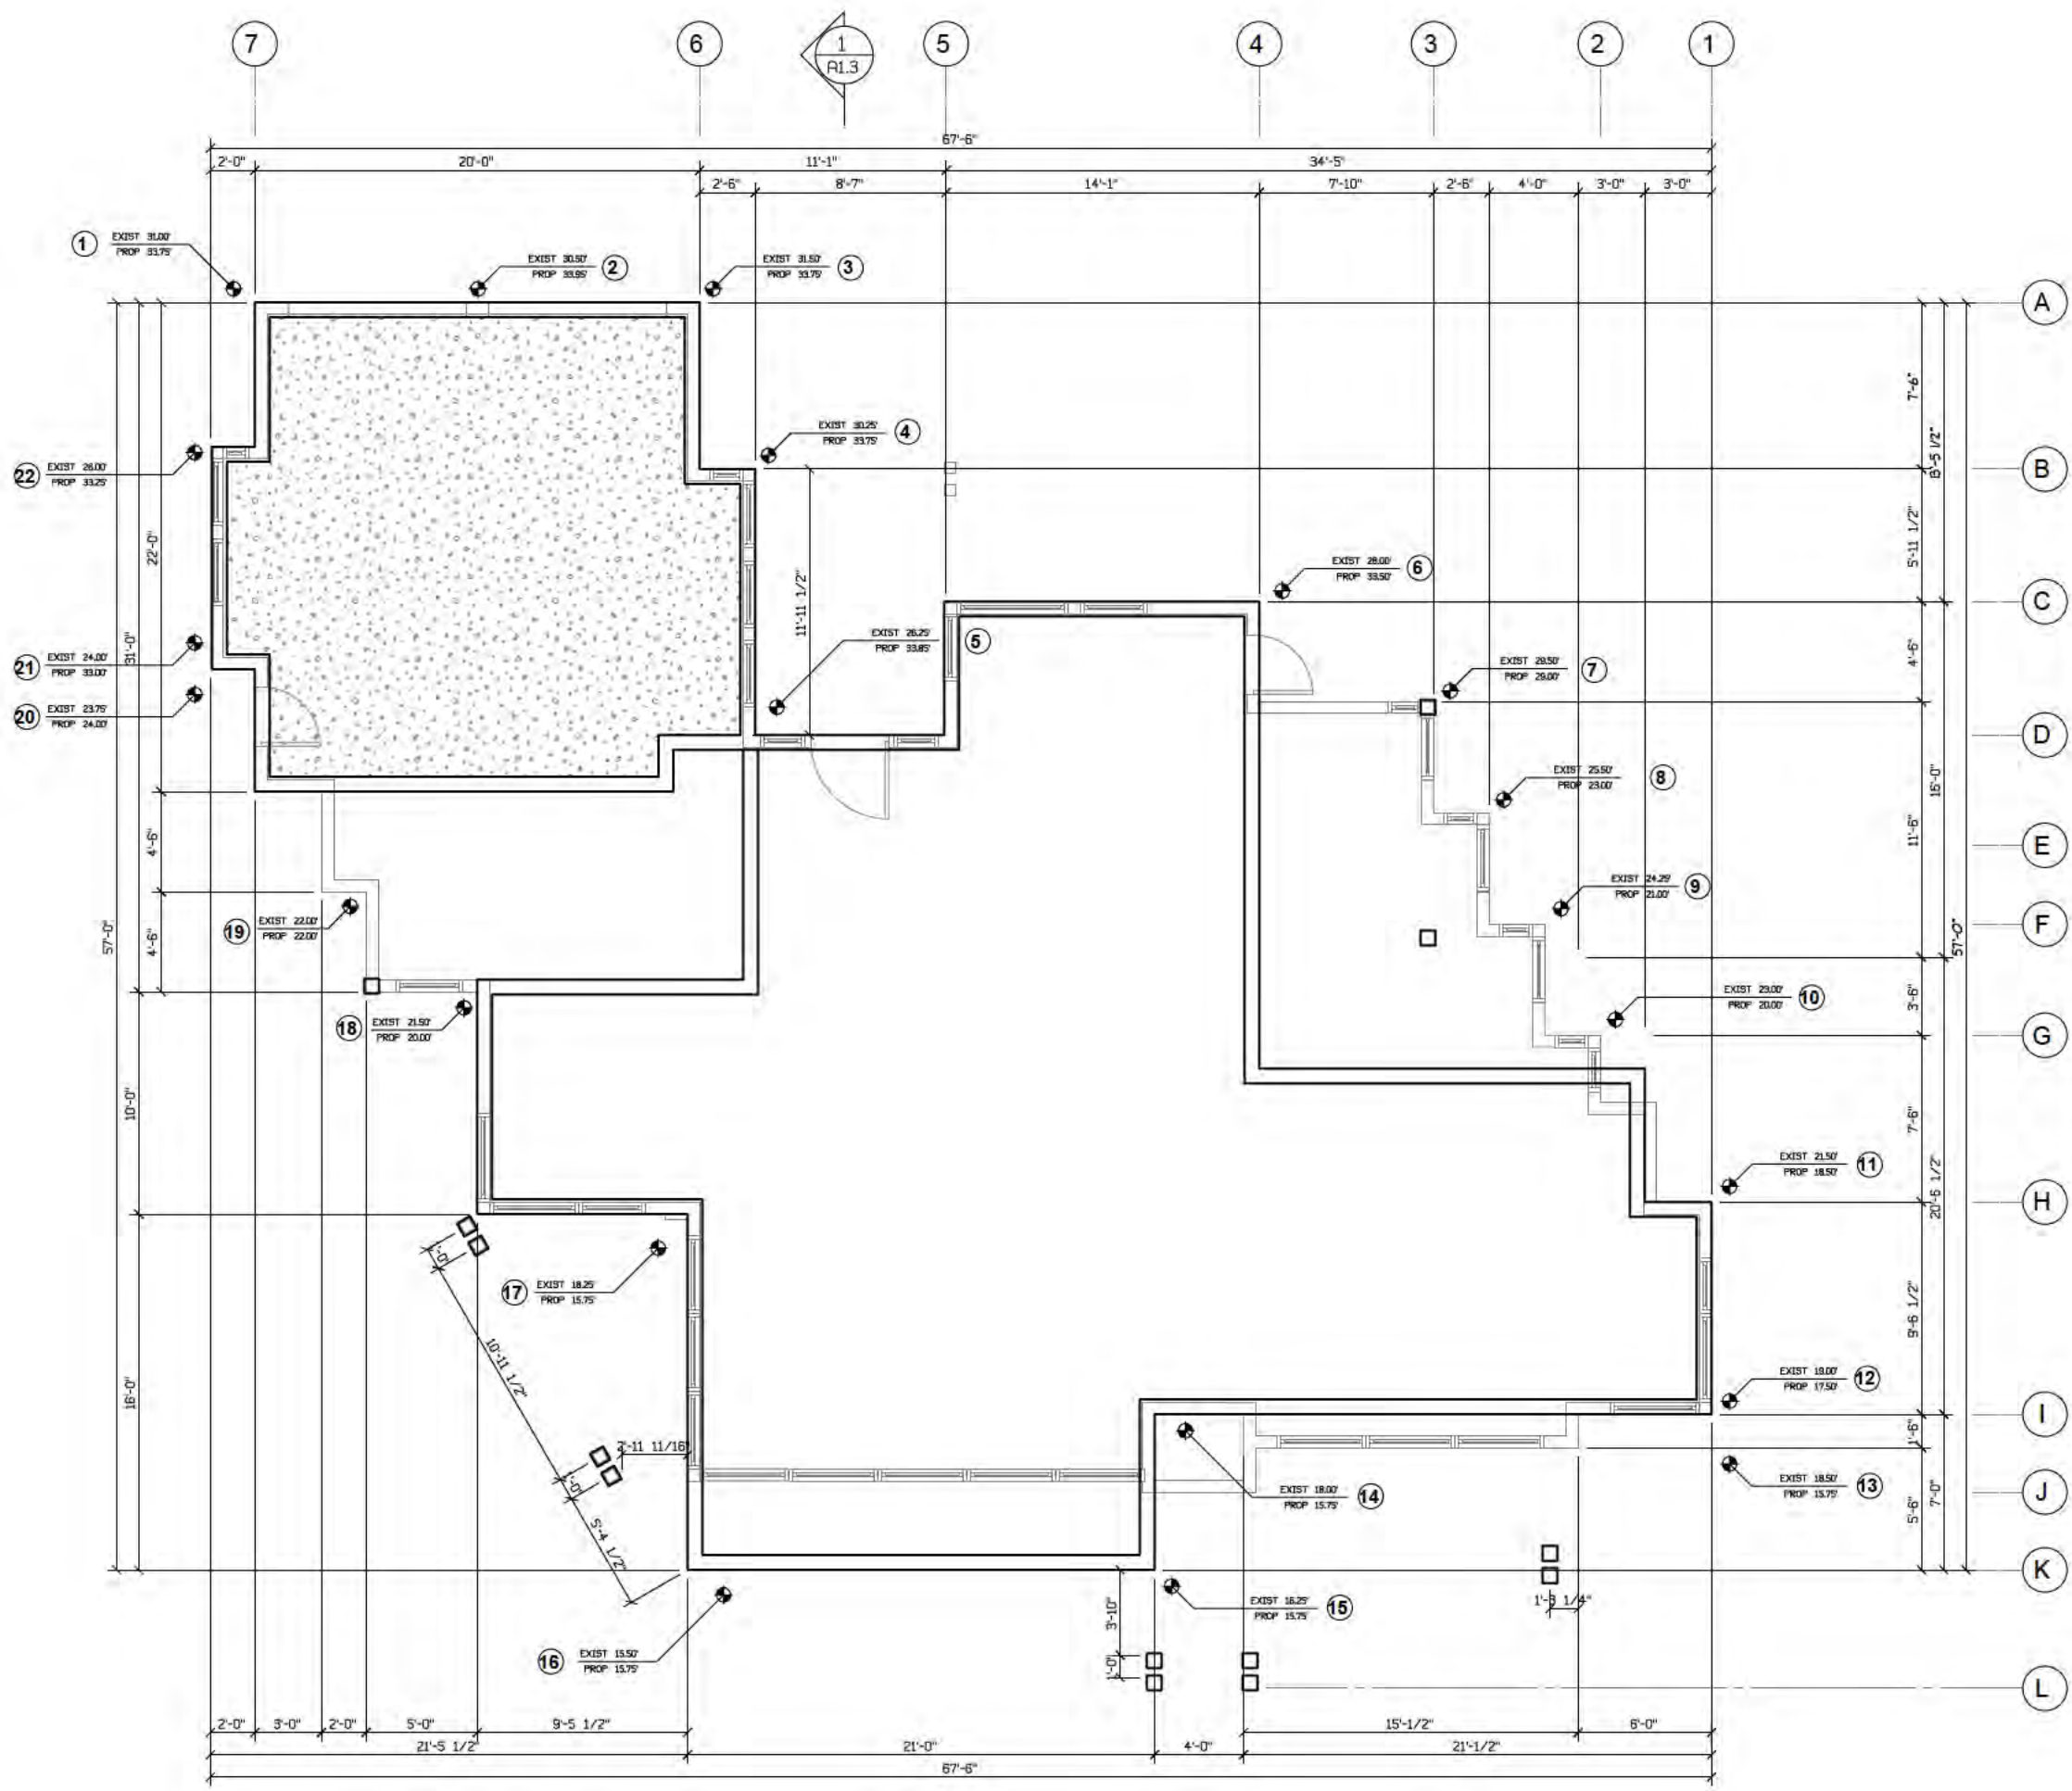 7
6
1
A1.3
5
4
3
2
1
67'-6"
2'-0"
20'-0"
11'-1"
34'-5"
2'-6"
8'-7"
14'-1"
7'-10"
2'-6"
4'-0"
3'-0"
3'-0"
1
EXIST 31.00'
PROP 33.75'
EXIST 30.50'
PROP 33.95'
2
EXIST 31.50'
PROP 33.75'
3
A
7'-6"
EXIST 30.25'
PROP 33.75'
4
B
22
EXIST 26.00'
PROP 33.25'
22'-0"
5'-11 1/2"
11'-11 1/2"
EXIST 28.00'
PROP 33.50'
6
C
EXIST 26.25'
PROP 33.85'
5
21
EXIST 24.00'
PROP 33.00'
31'-0"
4'-6"
EXIST 29.50'
PROP 29.00'
7
20
EXIST 23.75'
PROP 24.00'
D
EXIST 25.50'
PROP 23.00'
8
16'-0"
4'-6"
11'-6"
E
EXIST 24.25'
PROP 21.00'
9
F
19
EXIST 22.00'
PROP 22.00'
57'-0"
4'-6"
57'-0"
EXIST 23.00'
PROP 20.00'
10
3'-6"
18
EXIST 21.50'
PROP 20.00'
G
10'-0"
7'-6"
EXIST 21.50'
PROP 18.50'
11
20'-6 1/2"
H
1'-0"
17
EXIST 18.25'
PROP 15.75'
9'-6 1/2"
10'-11 1/2"
16'-0"
EXIST 19.00'
PROP 17.50'
12
I
1'-6"
-11 11/16"
1'-0"
EXIST 18.50'
PROP 15.75'
13
EXIST 18.00'
PROP 15.75'
14
J
5'-6"
7'-0"
5'-4 1/2"
K
3'-10"
EXIST 16.25'
PROP 15.75'
15
16
EXIST 15.50'
PROP 15.75'
1'-0"
L
2'-0"
3'-0"
2'-0"
5'-0"
9'-5 1/2"
15'-1/2"
6'-0"
21'-5 1/2"
21'-0"
4'-0"
21'-1/2"
67'-6"